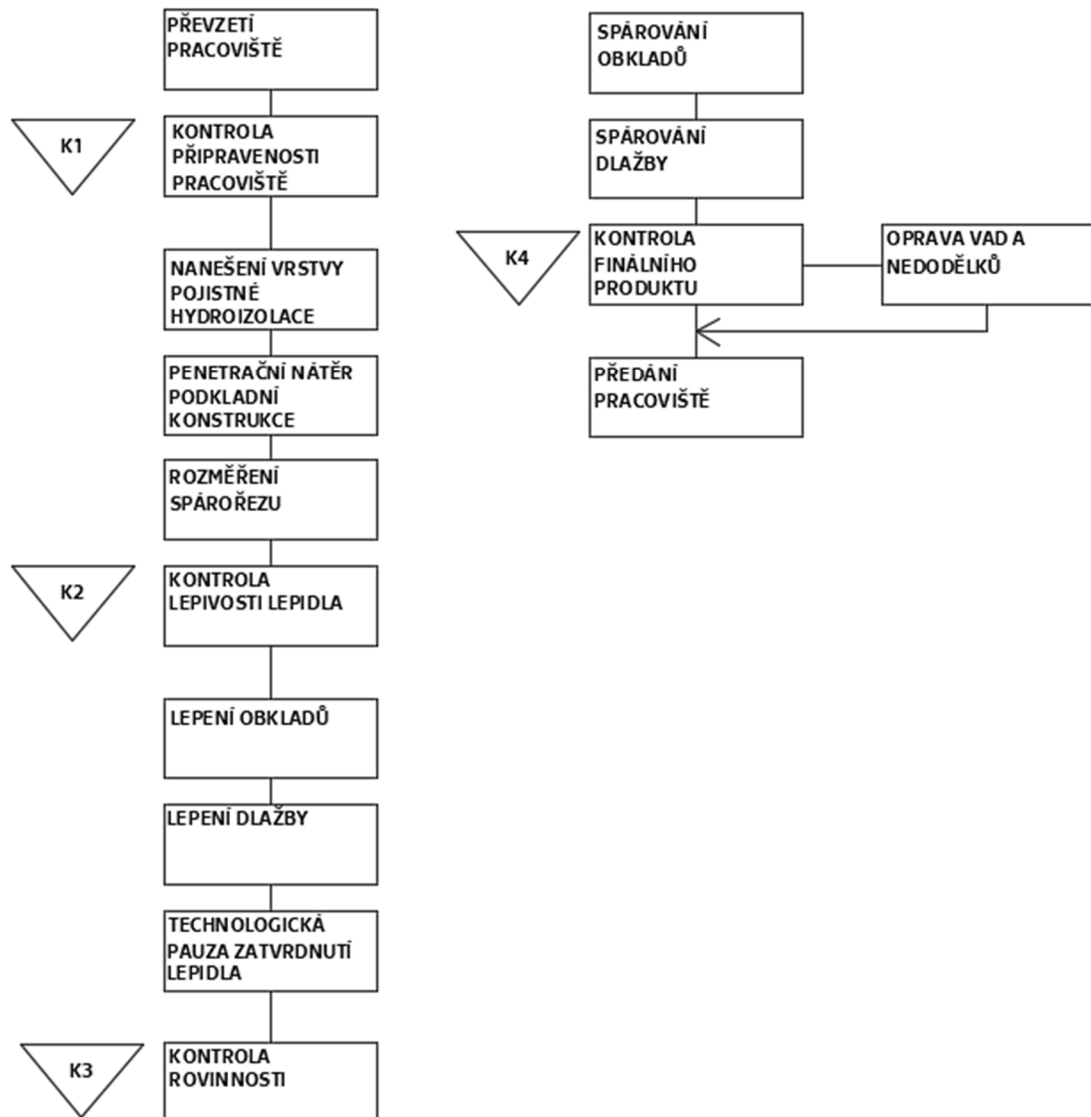 PŘEVZETÍ
PRACOVIŠTĚ
K1
KONTROLA
PŘIPRAVENOSTI
PRACOVIŠTĚ
NANEŠENÍ VRSTVY
POJISTNÉ
HYDROIZOLACE
PENETRAČNÍ NÁTĚR
PODKLADNÍ
KONSTRUKCE
ROZMĚŘENÍ
SPÁROŘEZU
K2
KONTROLA
LEPIVOSTI LEPIDLA
LEPENÍ OBKLADŮ
LEPENÍ DLAŽBY
TECHNOLOGICKÁ
PAUZA ZATVRDNUTÍ
LEPIDLA
K3
KONTROLA
ROVINNOSTI
SPÁROVÁNÍ
OBKLADŮ
SPÁROVÁNÍ
DLAŽBY
K4
KONTROLA
FINÁLNÍHO
PRODUKTU
OPRAVA VAD A
NEDODĚLKŮ
PŘEDÁNÍ
PRACOVIŠTĚ